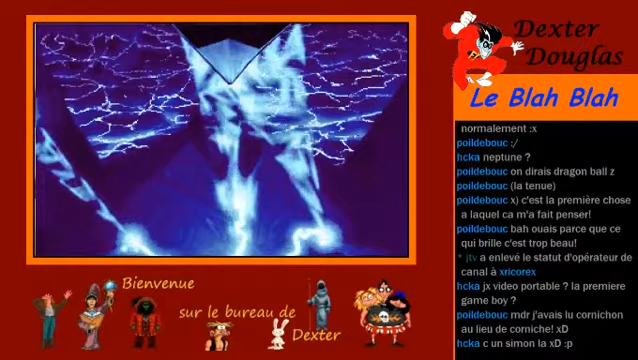 Dexter
Douglas
Le Blah Blah
normalement :x
poildebouc :/
hcka neptune ?
poildebouc on dirais dragon ball z
poildebouc (la tenue)
poildebouc x) c'est la première chose
a laquel ca m'a fait penser!
poildebouc bah ouais parce que ce
qui brille c'est trop beau!
* jtv a enlevé le statut d'opérateur de
canal à xricorex
hcka jx video portable ? la premiere
game boy ?
poildebouc mdr j'avais lu cornichon
au lieu de corniche! xD
hcka c un simon la xD :p
Bienvenue
sur le bureau de
Dexter